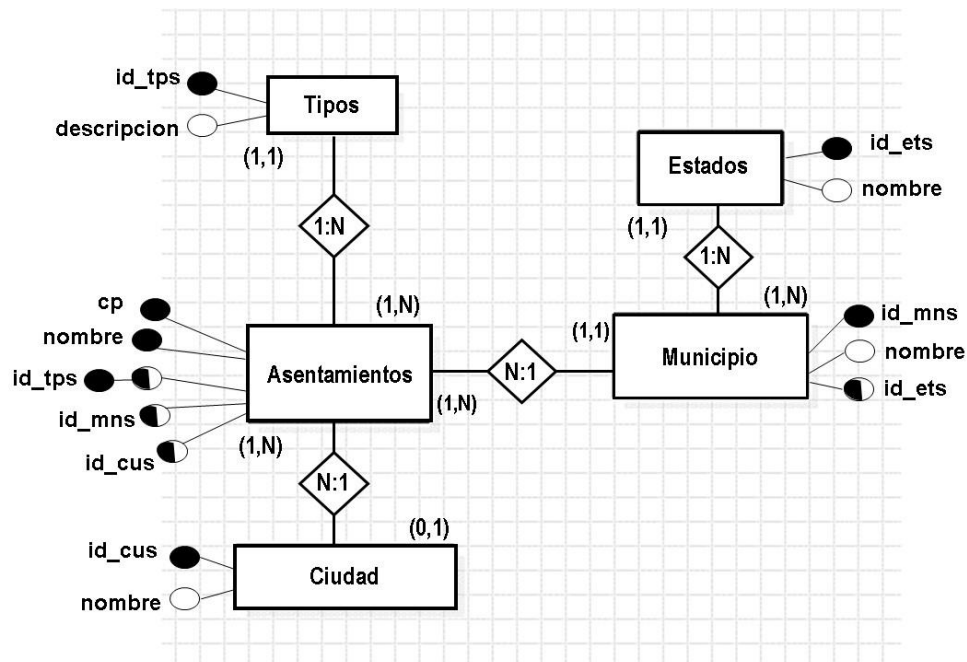 id_tps
descripcion
Tipos
(1,1)
1:N
(1,N)
Estados
id_ets
nombre
(1,1)
1:N
(1,N)
cp
nombre
id_tps
id_mns
id_cus
Asentamientos
(1,N)
(1,N)
N:1
(1,1)
Municipio
id_mns
nombre
id_ets
N:1
(0,1)
id_cus
nombre
Ciudad